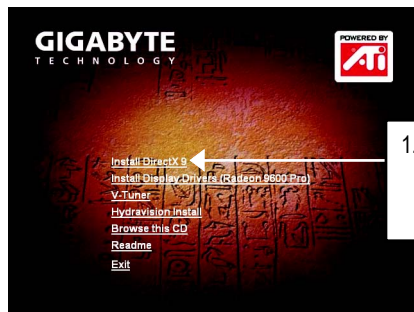 GIGABYTE
TECHNOLOGY
POWERED BY
ATi
1.
Install DirectX 9
Install Display Drivers (Radeon 9600 Pro)
V-Tuner
Hydravision Install
Browse this CD
Readme
Exit